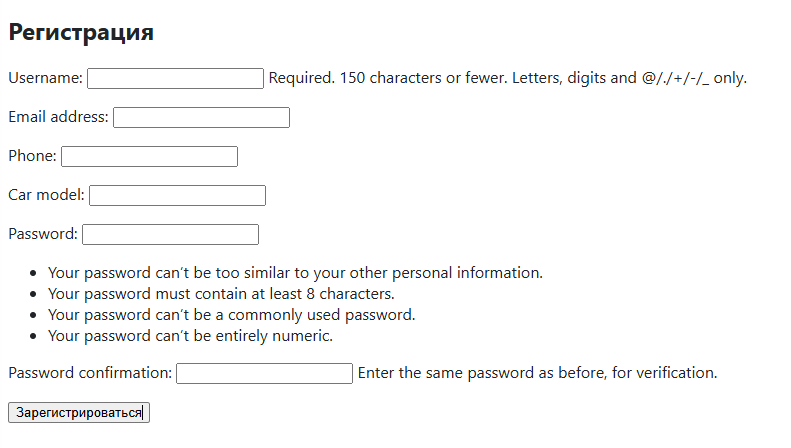 Регистрация
Username: Required. 150 characters or fewer. Letters, digits and @/./+/-/_ only.
Email address:
Phone:
Car model:
Password:
Your password can't be too similar to your other personal information.
Your password must contain at least 8 characters.
Your password can't be a commonly used password.
Your password can't be entirely numeric.
Password confirmation: Enter the same password as before, for verification.
Зарегистрироваться